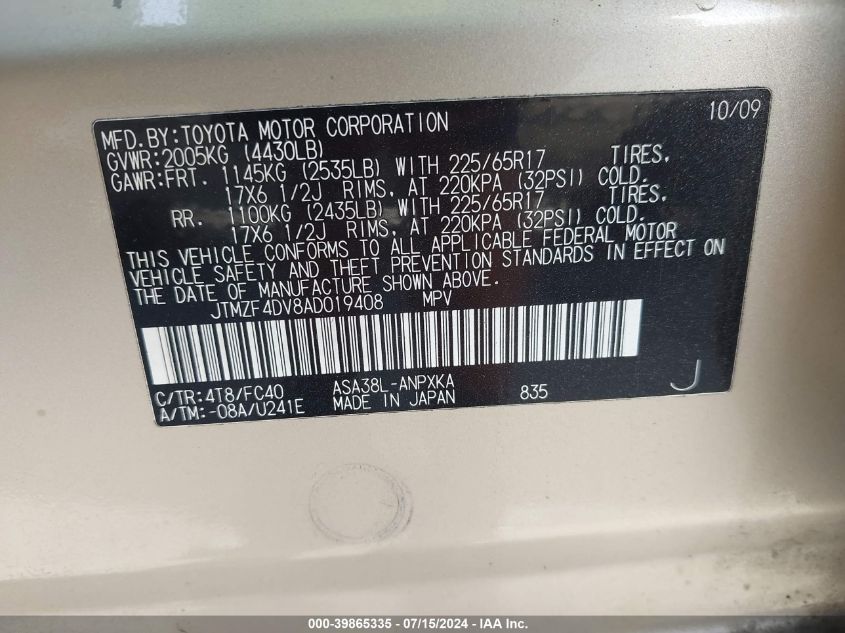 10/09
MFD.BY:TOYOTA MOTOR CORPORATION
GVWR:2005KG (4430LB)
GAWR:FRT. 1145KG (2535LB) WITH 225/65R17 TIRES,
17X6 1/2J RIMS, AT 220KPA (32PSI) COLD.
RR. 1100KG (2435LB) WITH 225/65R17 TIRES,
17X6 1/2J RIMS, AT 220KPA (32PSI) COLD.
THIS VEHICLE CONFORMS TO ALL APPLICABLE FEDERAL MOTOR
VEHICLE SAFETY AND THEFT PREVENTION STANDARDS IN EFFECT ON
THE DATE OF MANUFACTURE SHOWN ABOVE.
JTMZF4DV8AD019408 MPV
C/TR:4T8/FC40 ASA38L-ANPXKA 835 J
A/TM:-08A/U241E MADE IN JAPAN
000-39865335 - 07/15/2024 - IAA Inc.